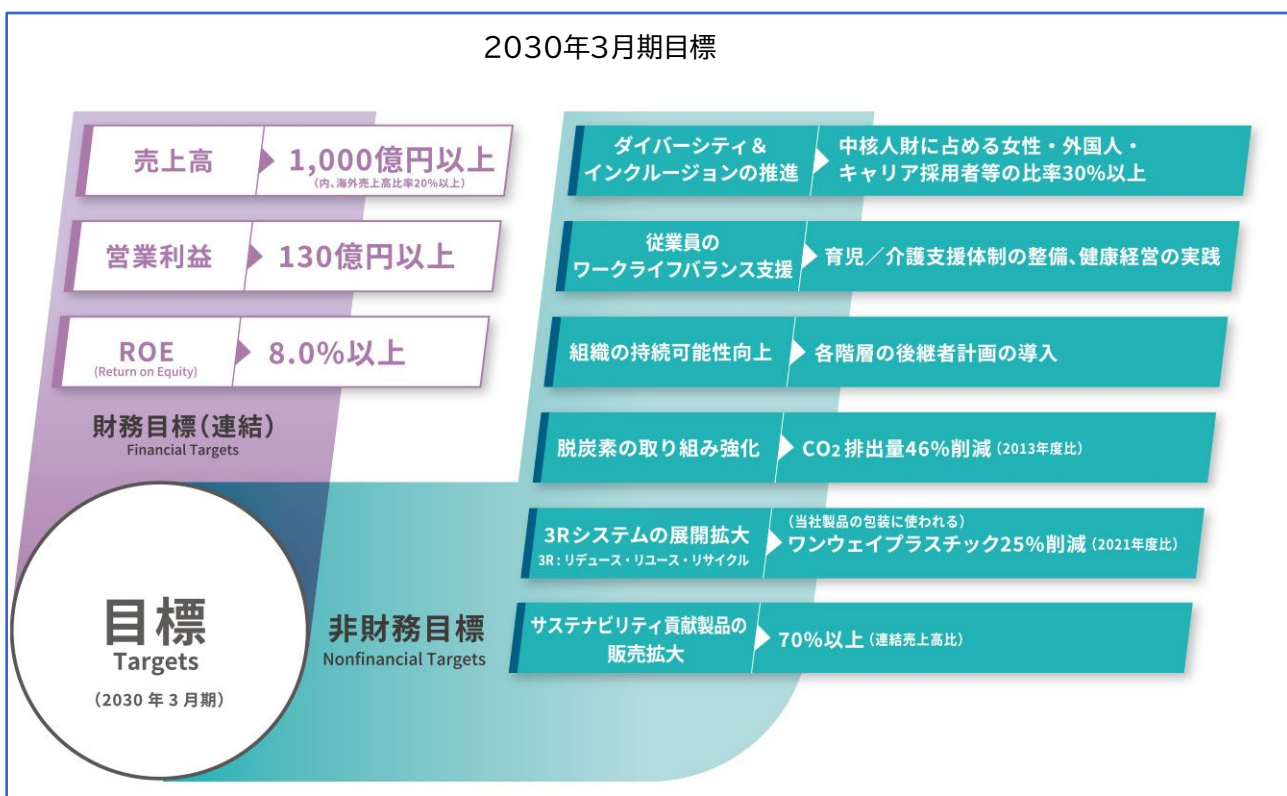 2030年3月期目標
売上高
1,000億円以上
(内、海外売上高比率20%以上)
営業利益
130億円以上
ROE
(Return on Equity)
8.0%以上
財務目標(連結)
Financial Targets
ダイバーシティ&
インクルージョンの推進
中核人財に占める女性・外国人・
キャリア採用者等の比率30%以上
従業員の
ワークライフバランス支援
育児/介護支援体制の整備、健康経営の実践
組織の持続可能性向上
各階層の後継者計画の導入
脱炭素の取り組み強化
CO2排出量46%削減(2013年度比)
3Rシステムの展開拡大
3R:リデュース・リユース・リサイクル
(当社製品の包装に使われる)
ワンウェイプラスチック25%削減(2021年度比)
サステナビリティ貢献製品の
販売拡大
70%以上(連結売上高比)
非財務目標
Nonfinancial Targets
目標
Targets
(2030年3月期)